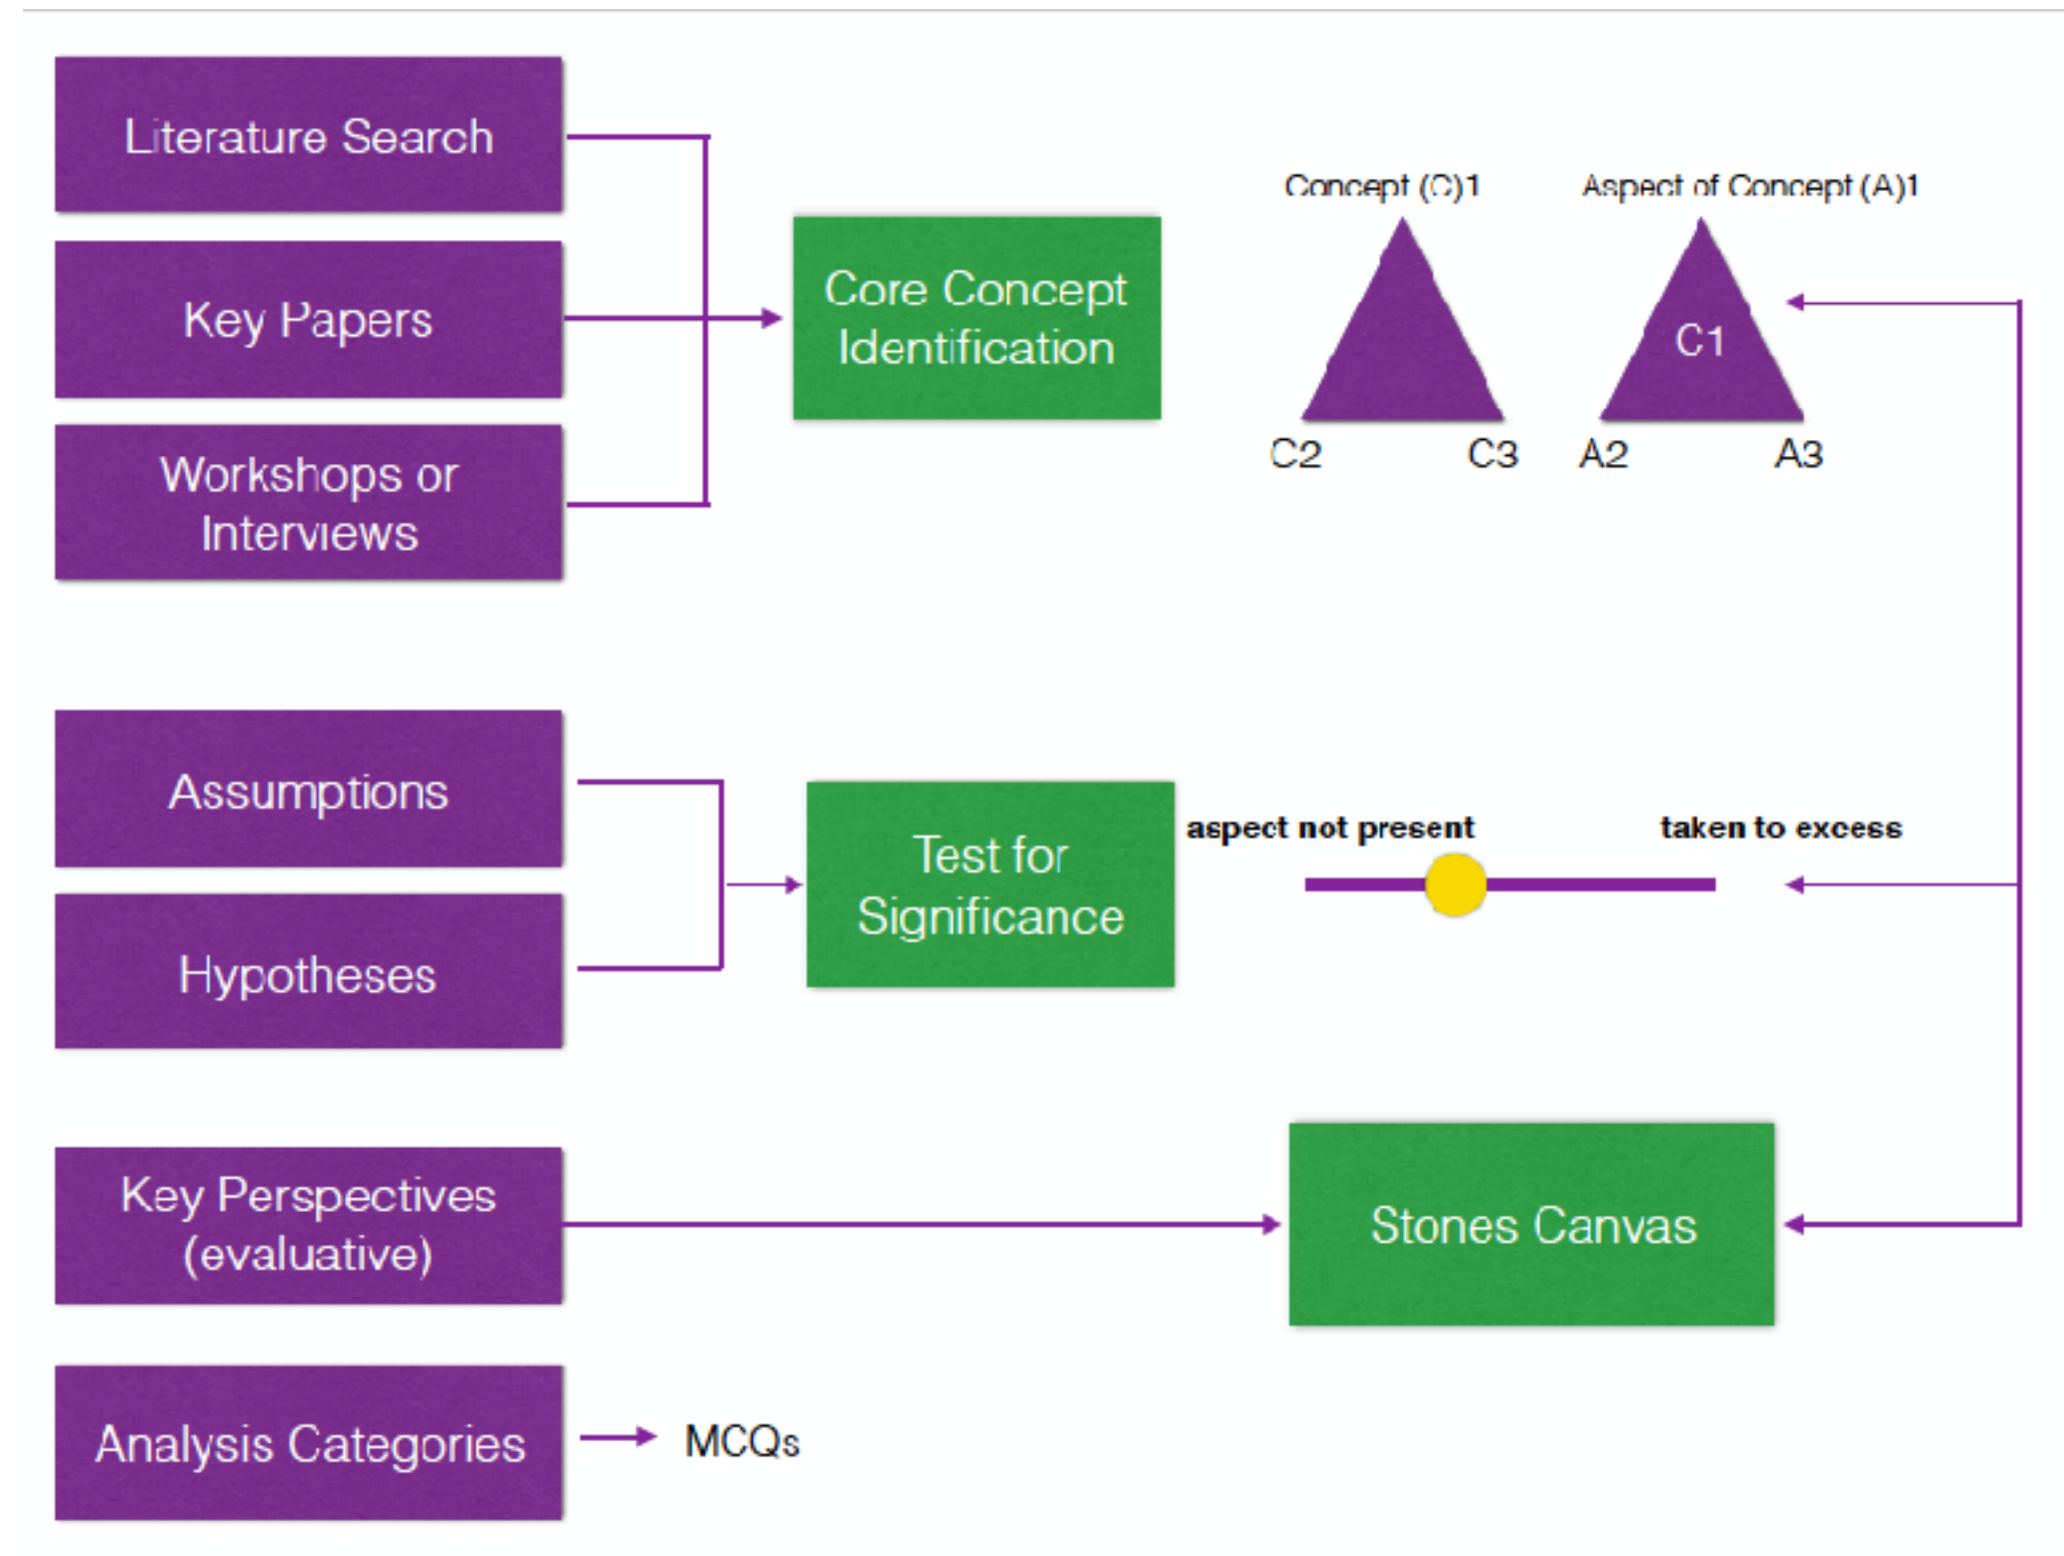 Literature Search
Key Papers
Workshops or
Interviews
Core Concept
Identification
Concept (C)1
C2
C3
Aspect of Concept (A)1
C1
A2
A3
Assumptions
Hypotheses
Test for
Significance
aspect not present
taken to excess
Key Perspectives
(evaluative)
Stones Canvas
Analysis Categories
MCQs